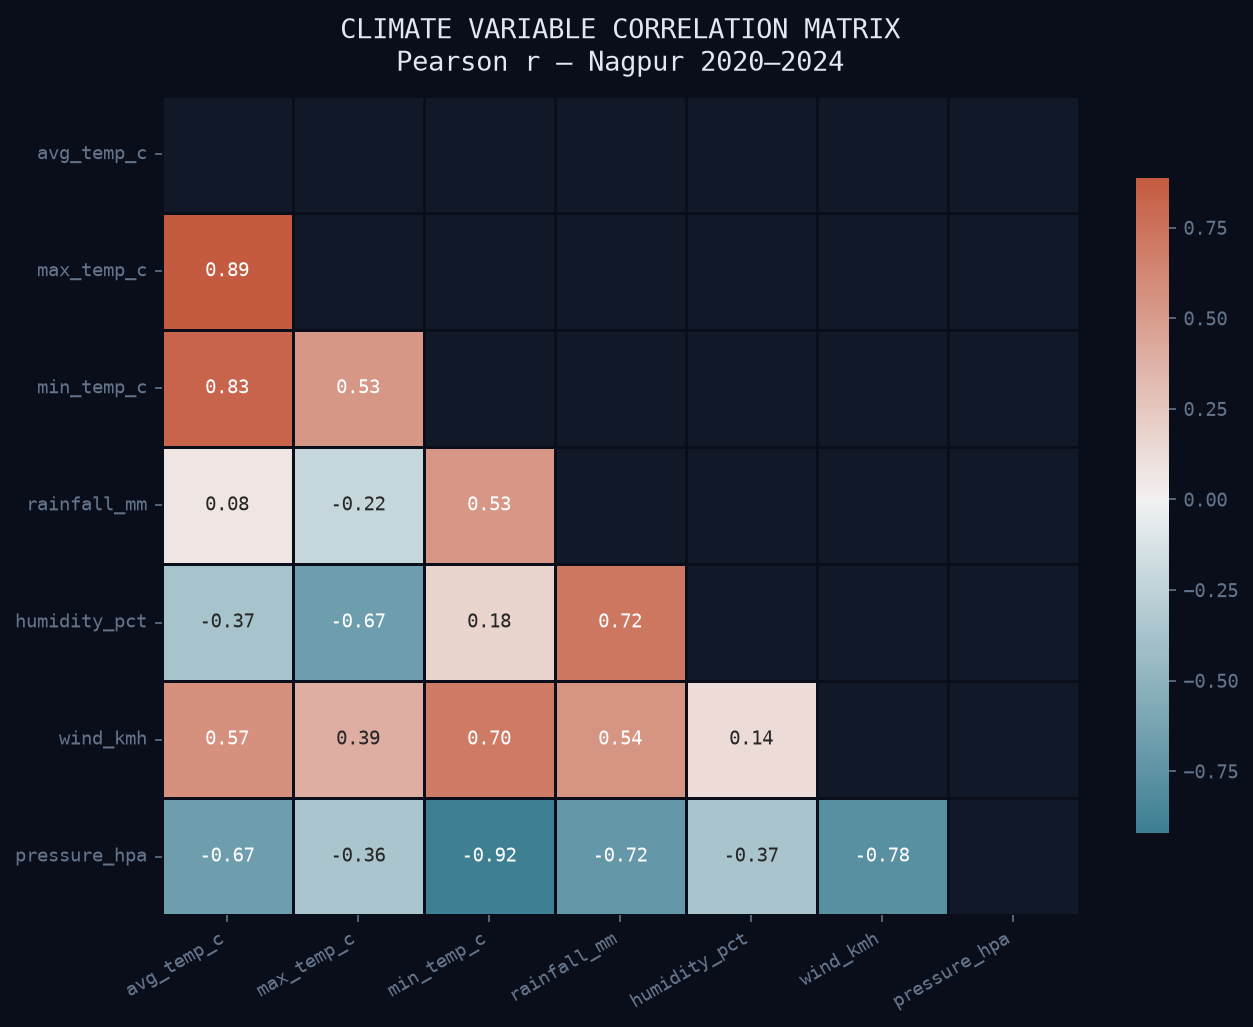 CLIMATE VARIABLE CORRELATION MATRIX
Pearson r — Nagpur 2020–2024
avg_temp_c
max_temp_c 0.89
min_temp_c 0.83 0.53
rainfall_mm 0.08 -0.22 0.53
humidity_pct -0.37 -0.67 0.18 0.72
wind_kmh 0.57 0.39 0.70 0.54 0.14
pressure_hpa -0.67 -0.36 -0.92 -0.72 -0.37 -0.78
avg_temp_c max_temp_c min_temp_c rainfall_mm humidity_pct wind_kmh pressure_hpa
0.75
0.50
0.25
0.00
−0.25
−0.50
−0.75